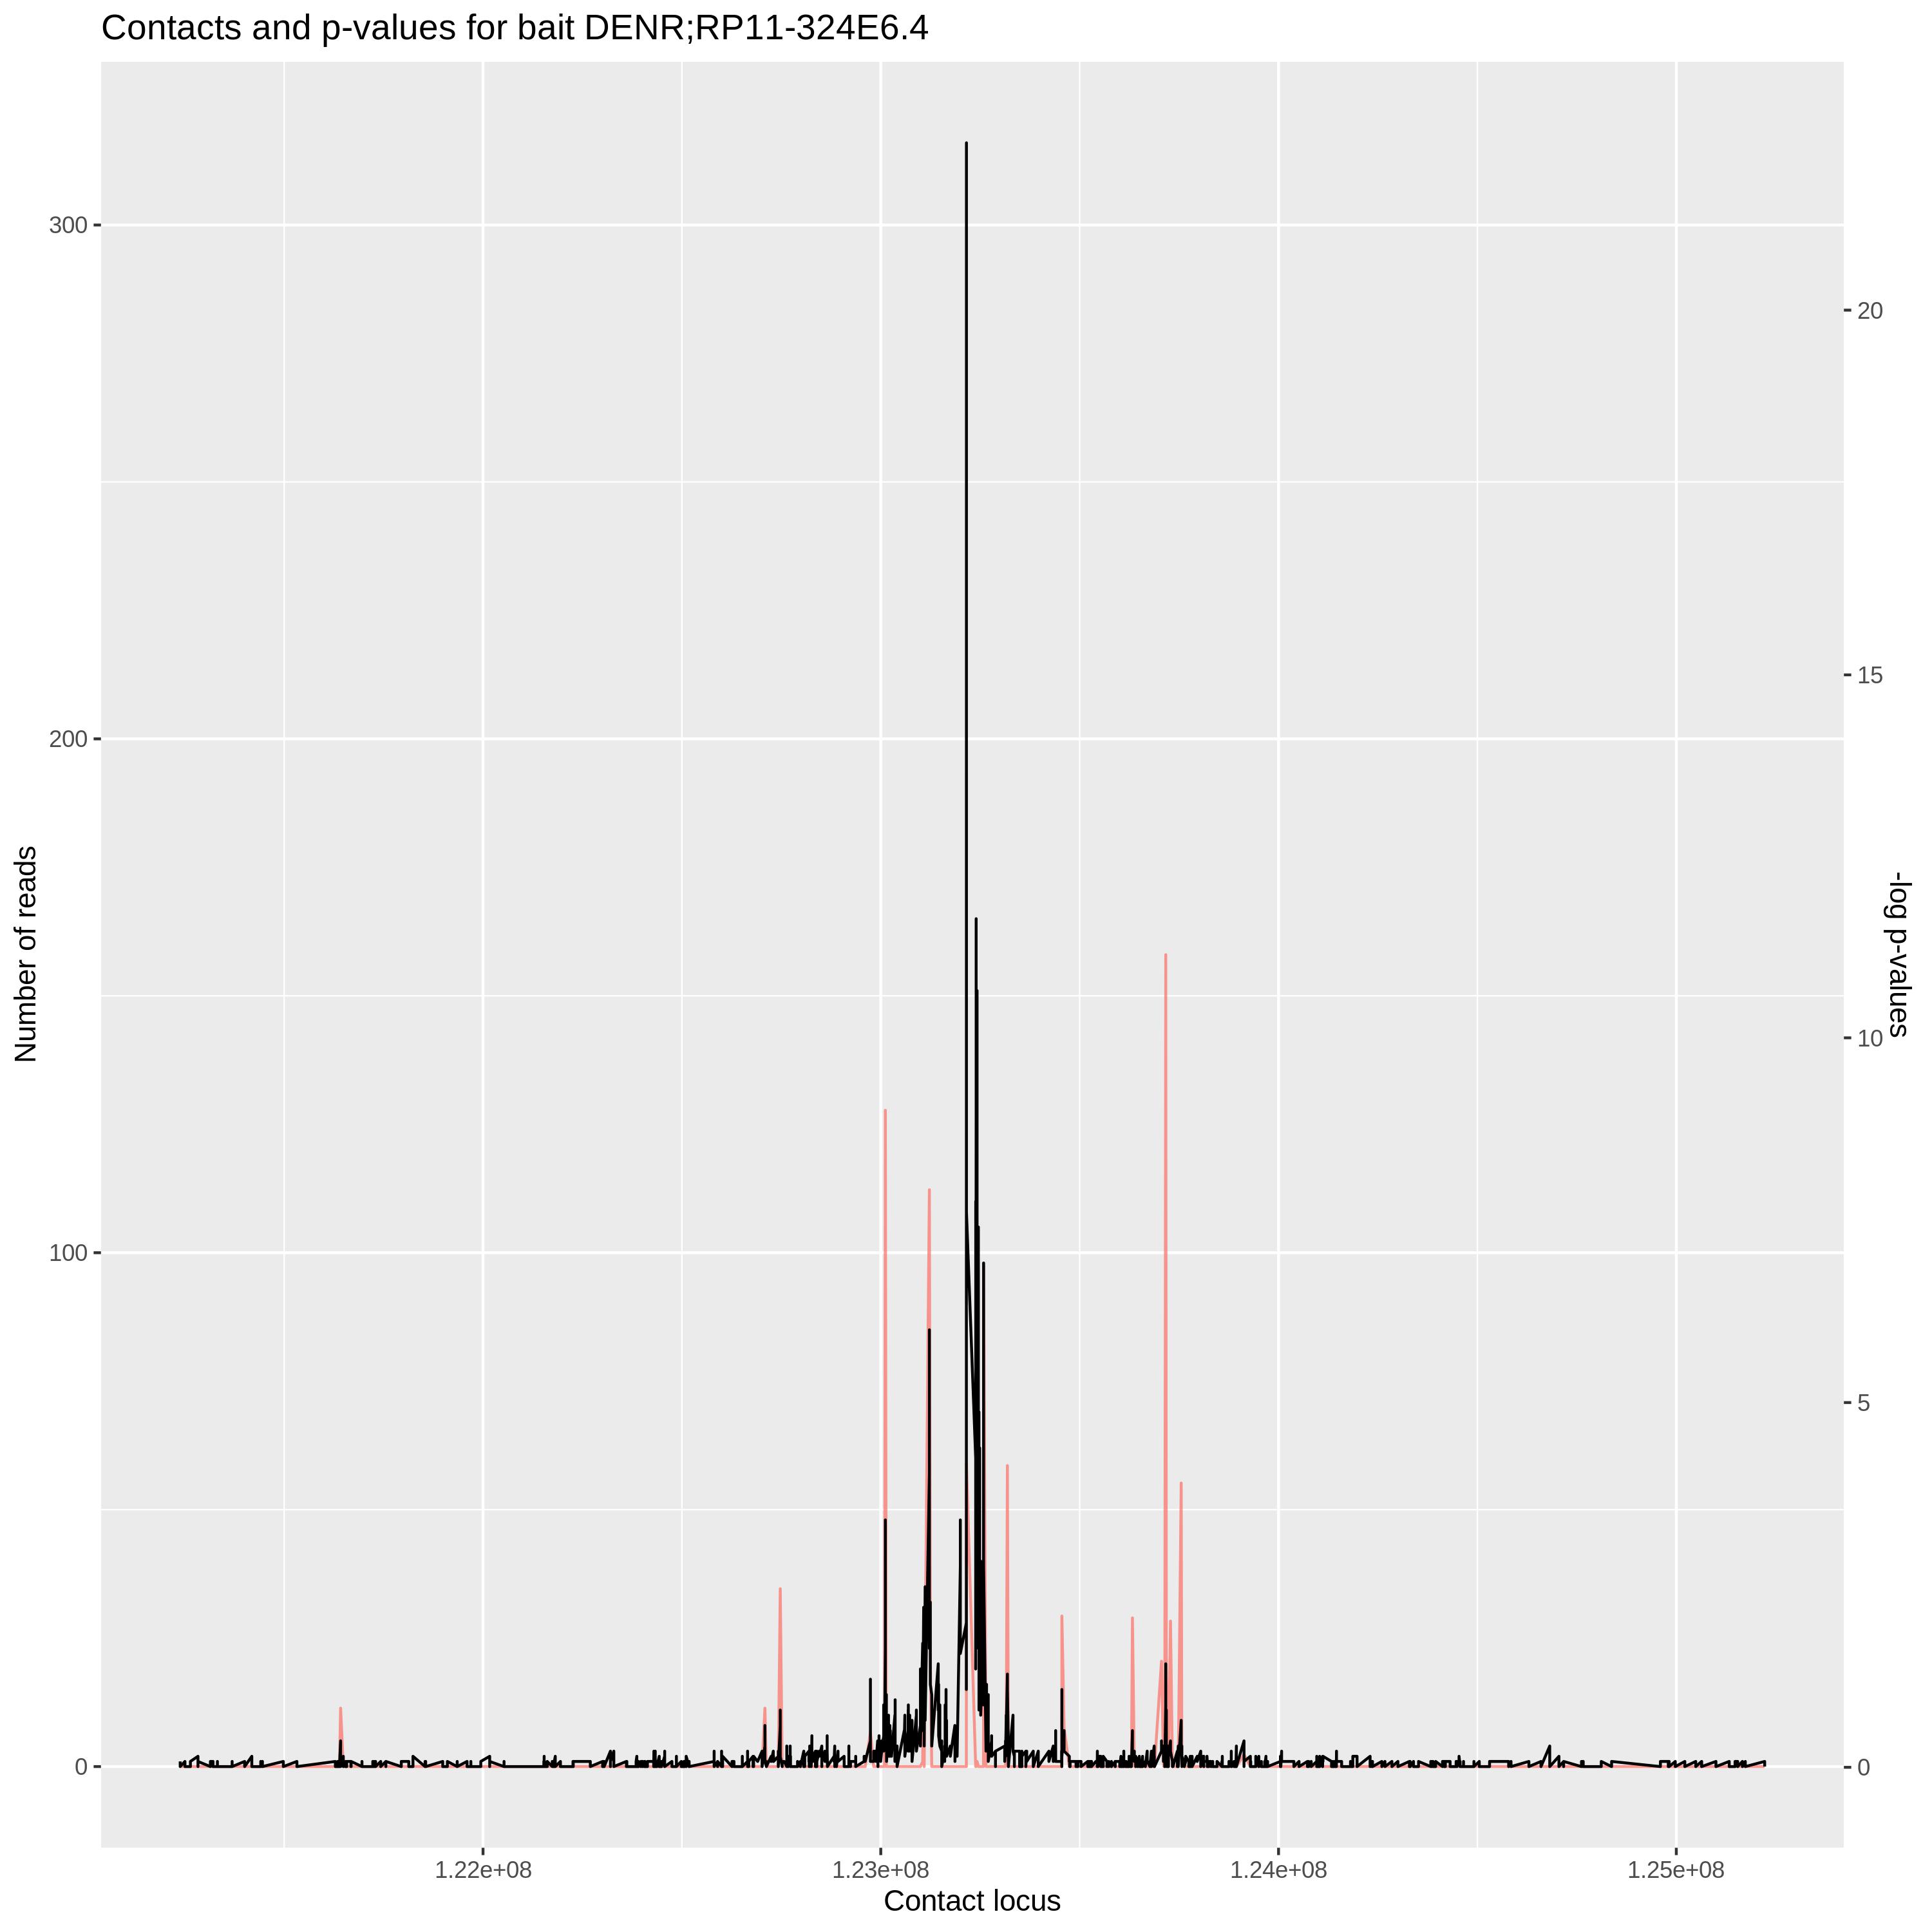 Contacts and p-values for bait DENR;RP11-324E6.4
Number of reads
300
200
100
0
20
15
10
5
0
-log p-values
1.22e+08
1.23e+08
1.24e+08
1.25e+08
Contact locus